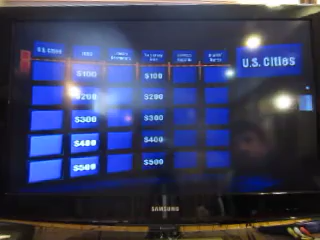 U.S. Cities
U.S. Cities
$100 $100
$200 $200
$300 $300
$400 $400
$500 $500
SAMSUNG